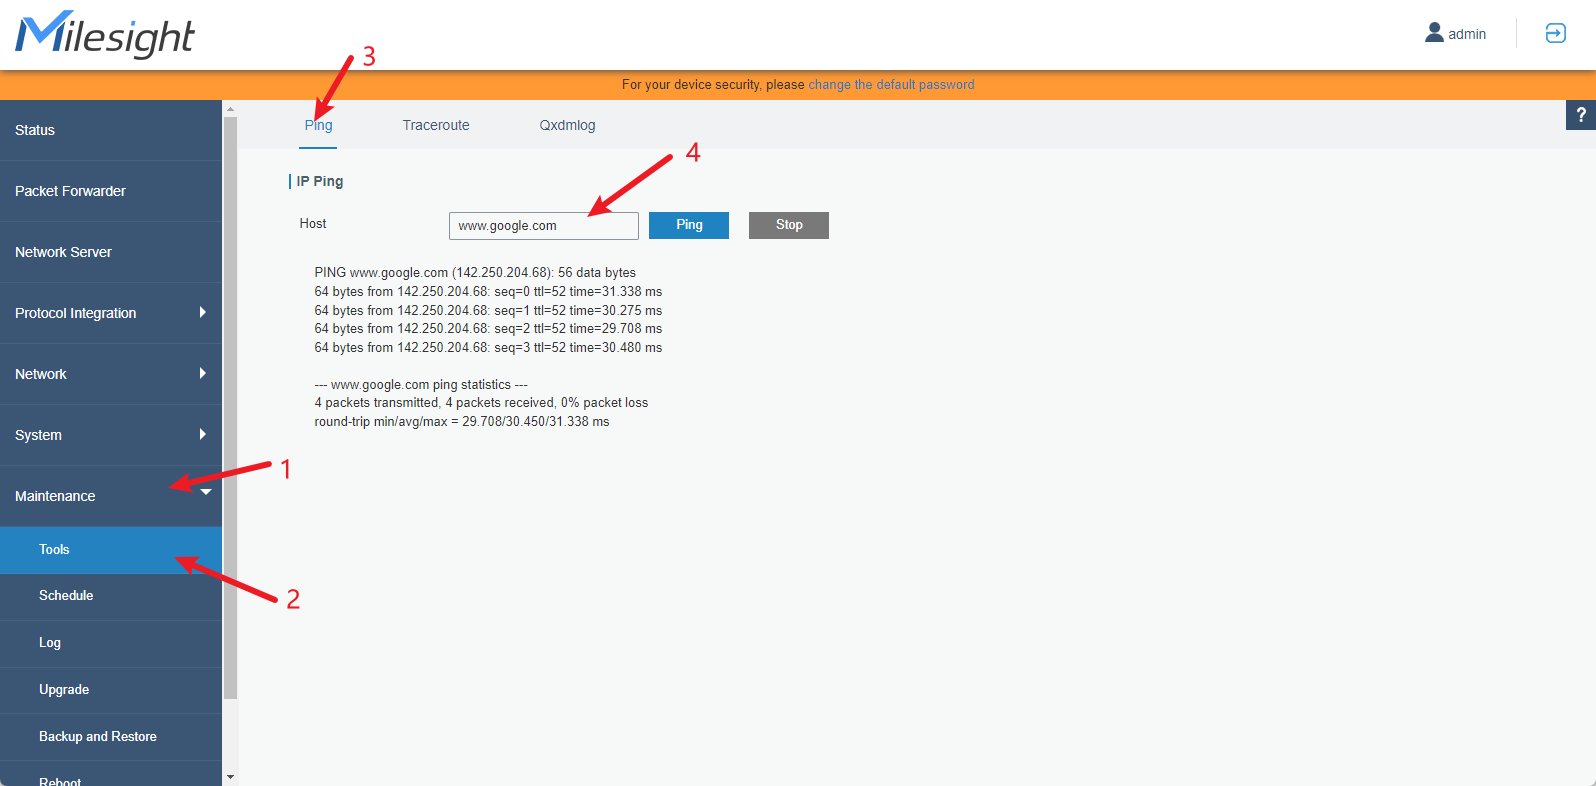 Milesight
admin
3
For your device security, please change the default password
Status
Packet Forwarder
Network Server
Protocol Integration
Network
System
Maintenance
1
Tools
2
Schedule
Log
Upgrade
Backup and Restore
Reboot
Ping
Traceroute
Qxdmlog
?
4
IP Ping
Host
www.google.com
Ping
Stop
PING www.google.com (142.250.204.68): 56 data bytes
64 bytes from 142.250.204.68: seq=0 ttl=52 time=31.338 ms
64 bytes from 142.250.204.68: seq=1 ttl=52 time=30.275 ms
64 bytes from 142.250.204.68: seq=2 ttl=52 time=29.708 ms
64 bytes from 142.250.204.68: seq=3 ttl=52 time=30.480 ms
--- www.google.com ping statistics ---
4 packets transmitted, 4 packets received, 0% packet loss
round-trip min/avg/max = 29.708/30.450/31.338 ms